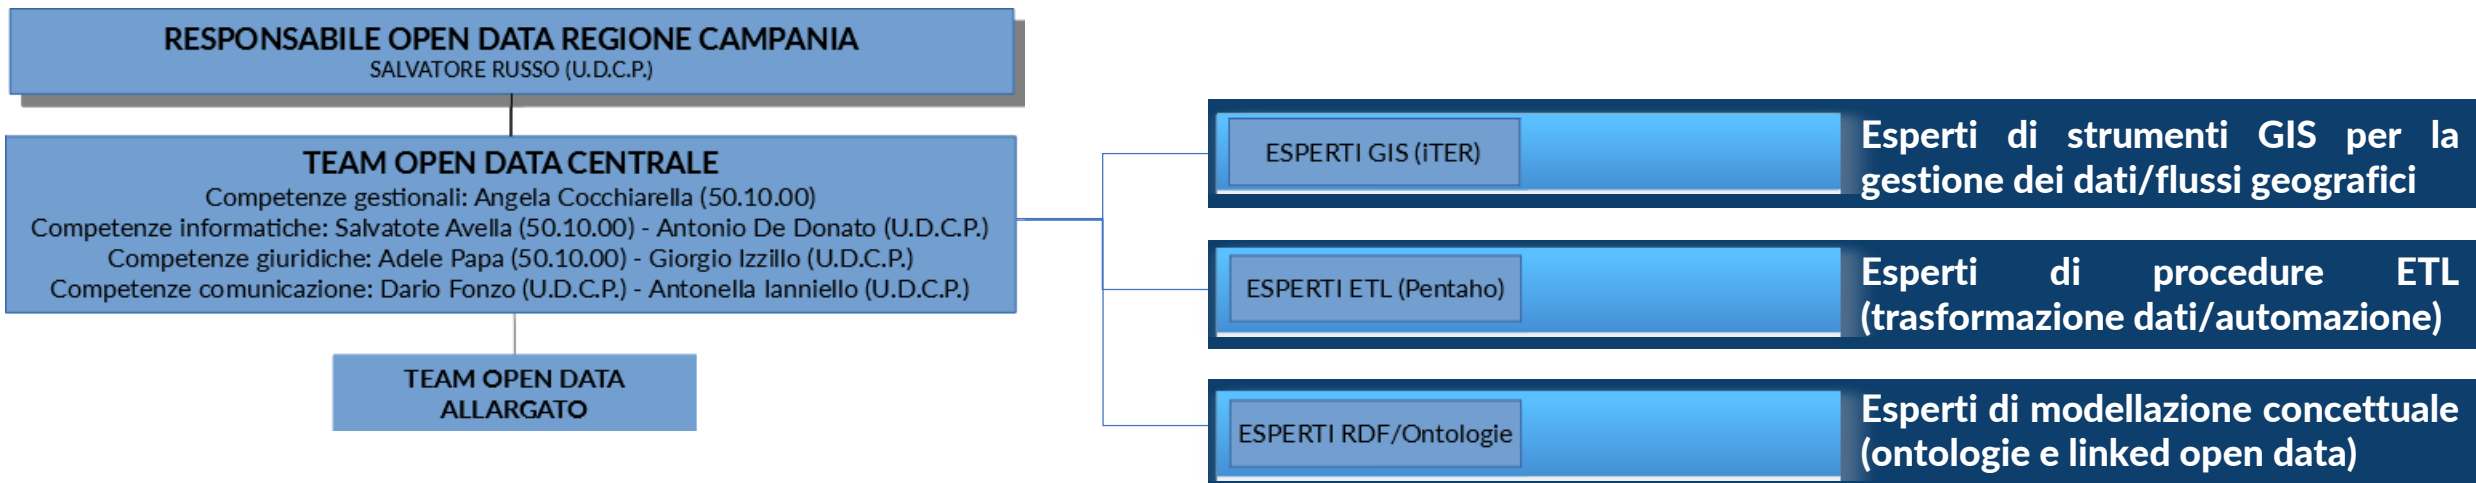 RESPONSABILE OPEN DATA REGIONE CAMPANIA
SALVATORE RUSSO (U.D.C.P.)
TEAM OPEN DATA CENTRALE
Competenze gestionali: Angela Cocchiarella (50.10.00)
Competenze informatiche: Salvatote Avella (50.10.00) - Antonio De Donato (U.D.C.P.)
Competenze giuridiche: Adele Papa (50.10.00) - Giorgio Izzillo (U.D.C.P.)
Competenze comunicazione: Dario Fonzo (U.D.C.P.) - Antonella Ianniello (U.D.C.P.)
TEAM OPEN DATA
ALLARGATO
ESPERTI GIS (iTER)
Esperti di strumenti GIS per la
gestione dei dati/flussi geografici
ESPERTI ETL (Pentaho)
Esperti di procedure ETL
(trasformazione dati/automazione)
ESPERTI RDF/Ontologie
Esperti di modellazione concettuale
(ontologie e linked open data)